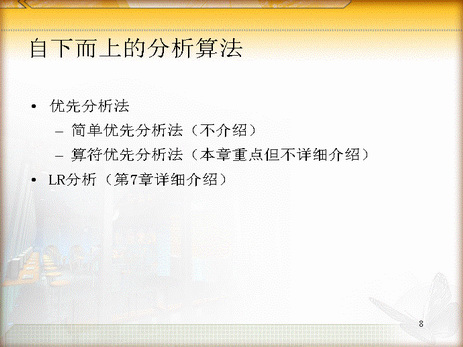 自下而上的分析算法
• 优先分析法
– 简单优先分析法（不介绍）
– 算符优先分析法（本章重点但不详细介绍）
• LR分析（第7章详细介绍）
8